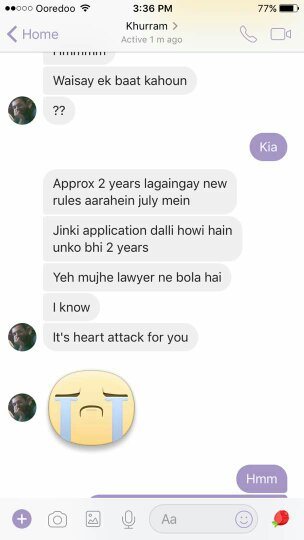 Ooredoo
3:36 PM
77%
Home
Khurram
Active 1 m ago
Hmmmmm
Waisay ek baat kahoun
??
Kia
Approx 2 years lagaingay new
rules aarahein july mein
Jinki application dalli howi hain
unko bhi 2 years
Yeh mujhe lawyer ne bola hai
I know
It's heart attack for you
Hmm
Aa